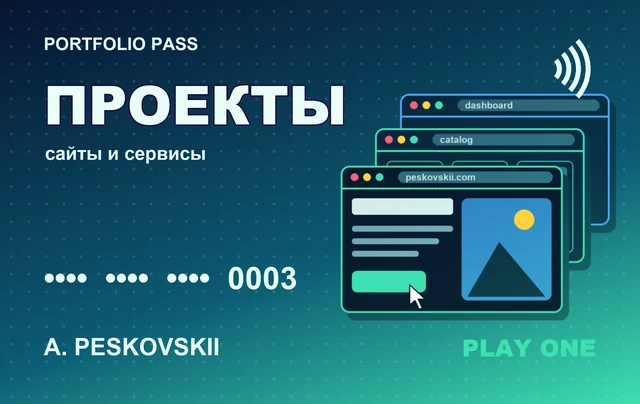 PORTFOLIO PASS
ПРОЕКТЫ
сайты и сервисы
dashboard
catalog
peskovskii.com
•••• •••• •••• 0003
A. PESKOVSKII
PLAY ONE